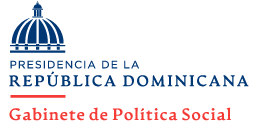 PRESIDENCIA DE LA
REPÚBLICA DOMINICANA
Gabinete de Política Social